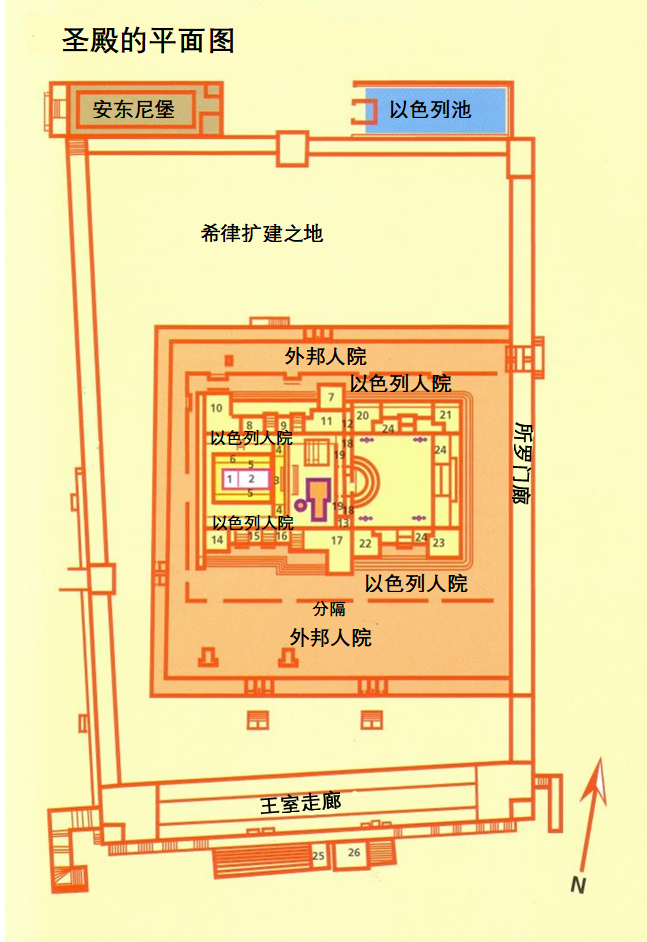 圣殿的平面图
安东尼堡
以色列池
希律扩建之地
外邦人院
以色列人院
7
10
11
12
20
21
8
9
24
以色列人院
18
4
19
24
6
5
1
2
3
5
4
19
18
以色列人院
13
14
15
16
17
22
24
23
所罗门廊
以色列人院
分隔
外邦人院
王室走廊
25
26
N